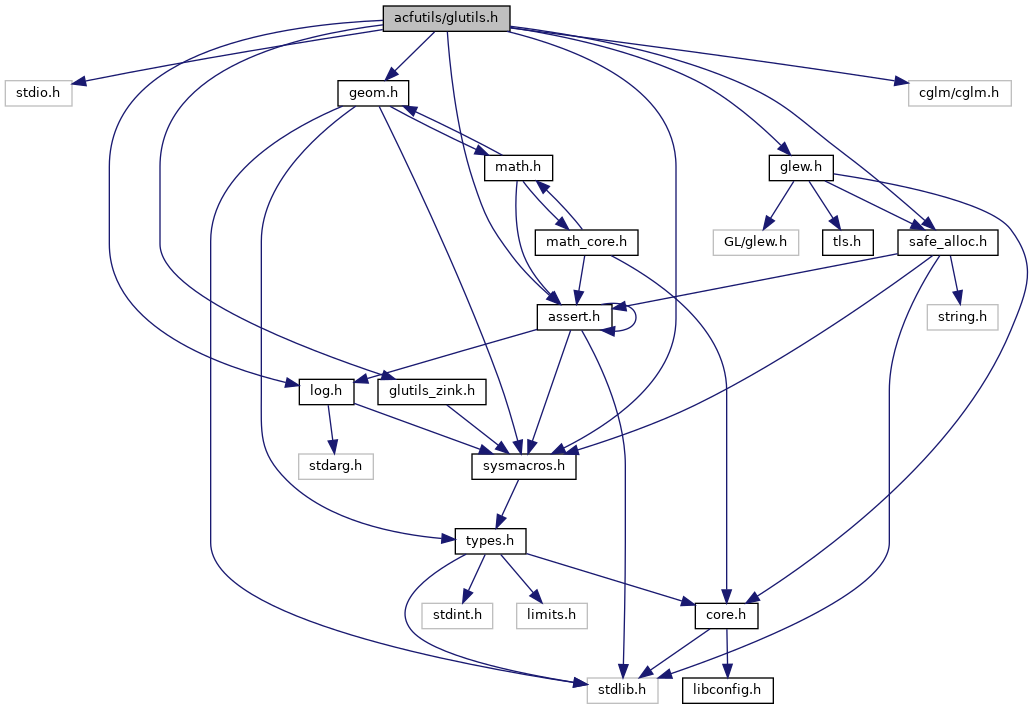 acfutils/glutils.h
stdio.h
geom.h
cglm/cglm.h
math.h
glew.h
math_core.h
GL/glew.h
tls.h
safe_alloc.h
assert.h
string.h
log.h
glutils_zink.h
stdarg.h
sysmacros.h
types.h
stdint.h
limits.h
core.h
stdlib.h
libconfig.h